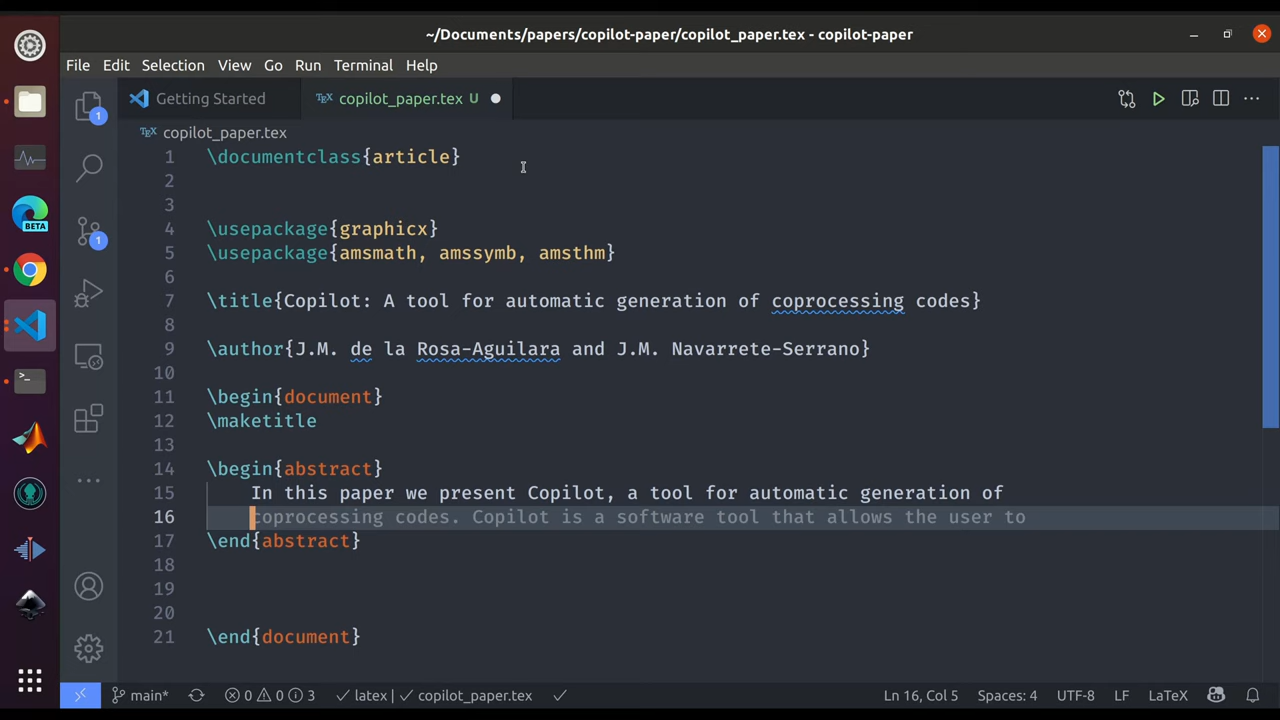 ~/Documents/papers/copilot-paper/copilot_paper.tex - copilot-paper
File Edit Selection View Go Run Terminal Help
Getting Started
TEX copilot_paper.tex U
TEX copilot_paper.tex
1 \documentclass{article}
2
3
4 \usepackage{graphicx}
5 \usepackage{amsmath, amssymb, amsthm}
6
7 \title{Copilot: A tool for automatic generation of coprocessing codes}
8
9 \author{J.M. de la Rosa-Aguilara and J.M. Navarrete-Serrano}
10
11 \begin{document}
12 \maketitle
13
14 \begin{abstract}
15 In this paper we present Copilot, a tool for automatic generation of
16 coprocessing codes. Copilot is a software tool that allows the user to
17 \end{abstract}
18
19
20
21 \end{document}
1
1
BETA
main* 0 0 3 latex | copilot_paper.tex Ln 16, Col 5 Spaces: 4 UTF-8 LF LaTeX